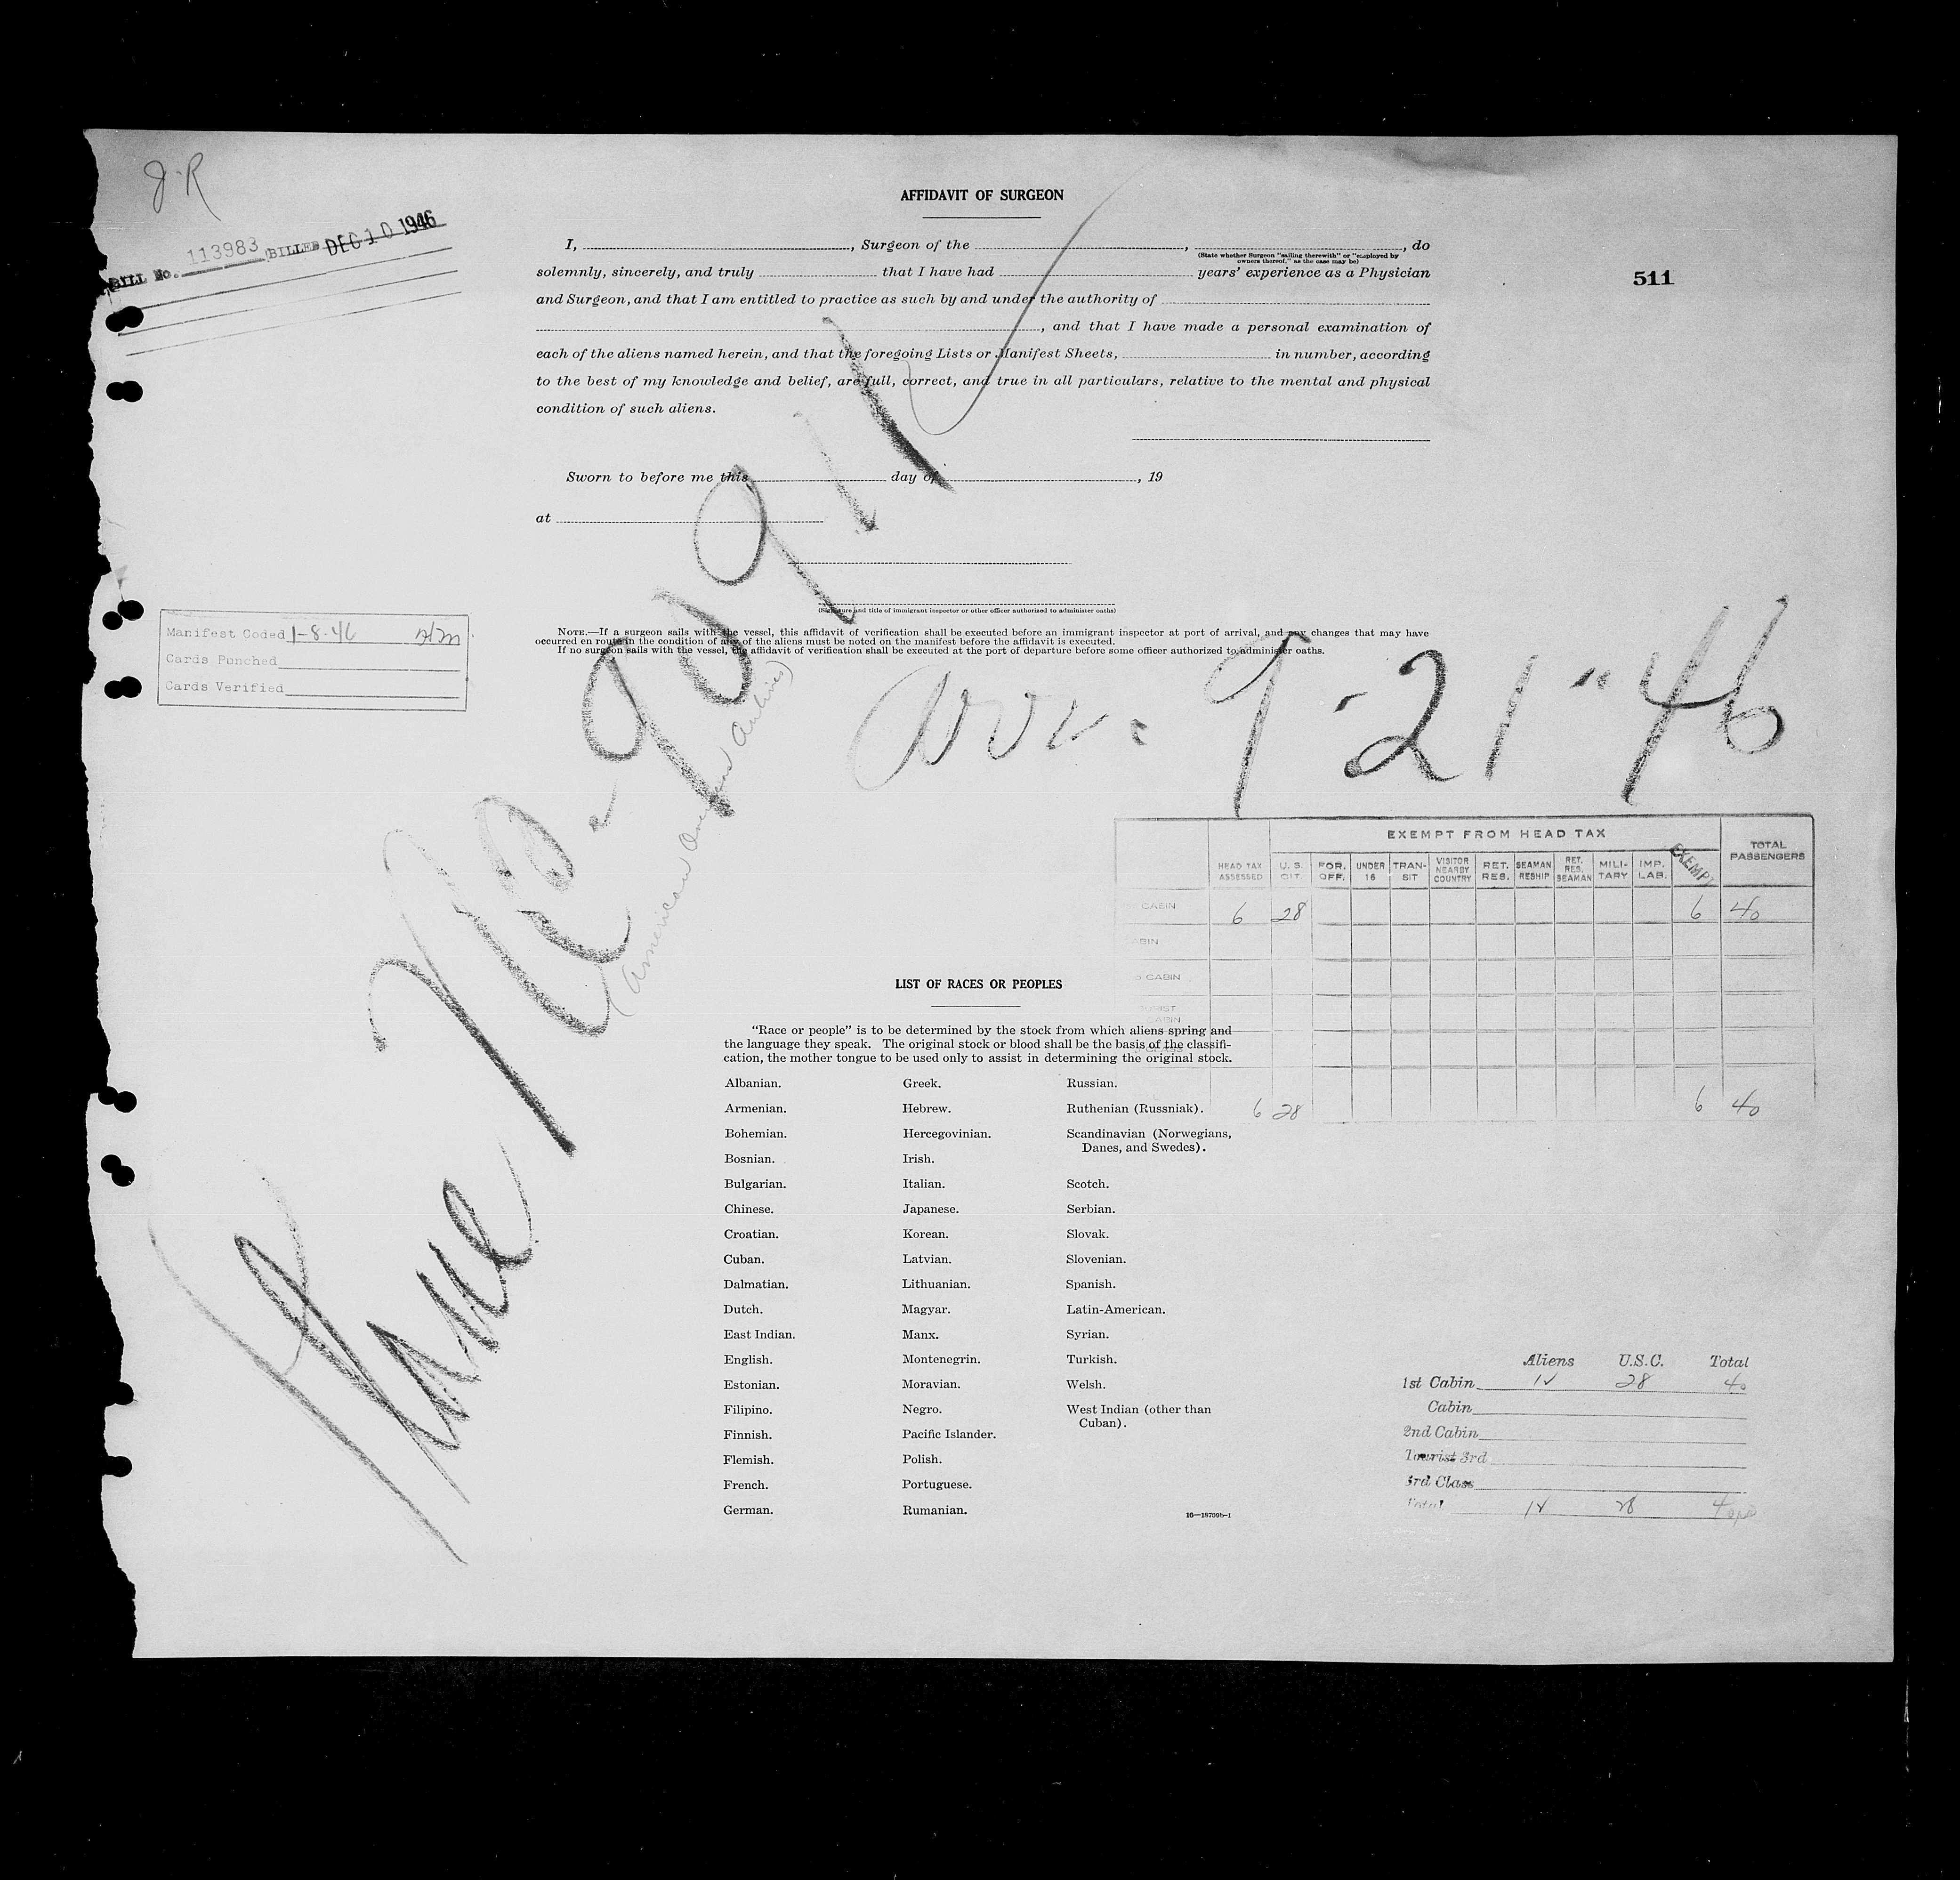 J.R
BILL No. 113983 BILLED DEC 10 1946
AFFIDAVIT OF SURGEON
I, , Surgeon of the , , do
(State whether Surgeon "sailing therewith" or "employed by
owners thereof," as the case may be)
solemnly, sincerely, and truly that I have had years' experience as a Physician
511
and Surgeon, and that I am entitled to practice as such by and under the authority of
, and that I have made a personal examination of
each of the aliens named herein, and that the foregoing Lists or Manifest Sheets, in number, according
to the best of my knowledge and belief, are full, correct, and true in all particulars, relative to the mental and physical
condition of such aliens.
Sworn to before me this day of , 19
at
(Signature and title of immigrant inspector or other officer authorized to administer oaths)
NOTE.—If a surgeon sails with the vessel, this affidavit of verification shall be executed before an immigrant inspector at port of arrival, and any changes that may have
occurred en route in the condition of any of the aliens must be noted on the manifest before the affidavit is executed.
If no surgeon sails with the vessel, the affidavit of verification shall be executed at the port of departure before some officer authorized to administer oaths.
Manifest Coded 1-8-46
Cards Punched
Cards Verified
Plane NC-90911
(American Overseas Airlines)
Arr: 9-21-46
EXEMPT FROM HEAD TAX
HEAD TAX ASSESSED U. S. CIT. FOR. OFF. UNDER 16 TRAN- SIT VISITOR NEARBY COUNTRY RET. RES. SEAMAN RESHIP RET. RES. SEAMAN MILI- TARY IMP. LAB. EXEMPT TOTAL PASSENGERS
CABIN 6 28 6 40
CABIN
CABIN
TOURIST
CABIN
6 28 6 40
LIST OF RACES OR PEOPLES
"Race or people" is to be determined by the stock from which aliens spring and
the language they speak. The original stock or blood shall be the basis of the classifi-
cation, the mother tongue to be used only to assist in determining the original stock.
Albanian.
Armenian.
Bohemian.
Bosnian.
Bulgarian.
Chinese.
Croatian.
Cuban.
Dalmatian.
Dutch.
East Indian.
English.
Estonian.
Filipino.
Finnish.
Flemish.
French.
German.
Greek.
Hebrew.
Hercegovinian.
Irish.
Italian.
Japanese.
Korean.
Latvian.
Lithuanian.
Magyar.
Manx.
Montenegrin.
Moravian.
Negro.
Pacific Islander.
Polish.
Portuguese.
Rumanian.
Russian.
Ruthenian (Russniak).
Scandinavian (Norwegians,
Danes, and Swedes).
Scotch.
Serbian.
Slovak.
Slovenian.
Spanish.
Latin-American.
Syrian.
Turkish.
Welsh.
West Indian (other than
Cuban).
16—18709b-1
Aliens U.S.C. Total
1st Cabin 12 28 40
Cabin
2nd Cabin
Tourist 3rd
3rd Class
Total 12 28 40